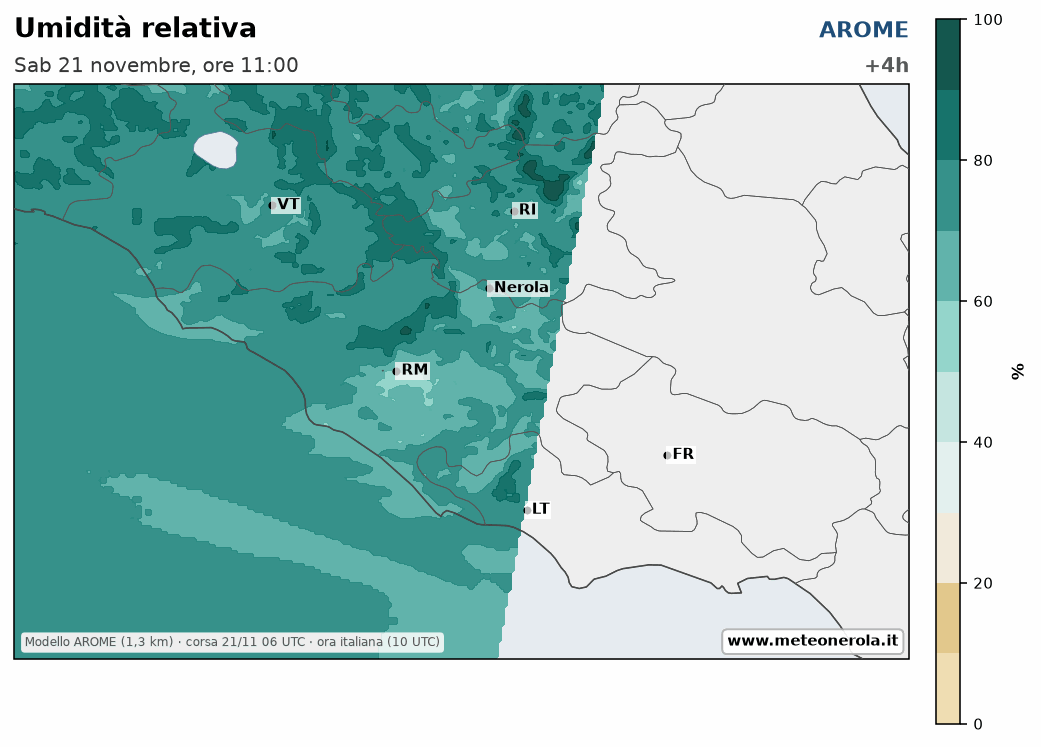 Umidità relativa
AROME
Sab 21 novembre, ore 11:00
+4h
100
80
60
40
20
0
%
VT
RI
Nerola
RM
FR
LT
Modello AROME (1,3 km) · corsa 21/11 06 UTC · ora italiana (10 UTC)
www.meteonerola.it